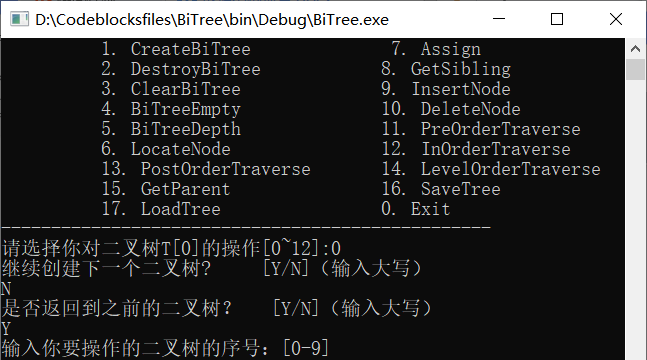 D:\Codeblocksfiles\BiTree\bin\Debug\BiTree.exe
1. CreateBiTree 7. Assign
2. DestroyBiTree 8. GetSibling
3. ClearBiTree 9. InsertNode
4. BiTreeEmpty 10. DeleteNode
5. BiTreeDepth 11. PreOrderTraverse
6. LocateNode 12. InOrderTraverse
13. PostOrderTraverse 14. LevelOrderTraverse
15. GetParent 16. SaveTree
17. LoadTree 0. Exit
-------------------------------------------------
请选择你对二叉树T[0]的操作[0~12]:0
继续创建下一个二叉树? [Y/N]（输入大写）
N
是否返回到之前的二叉树？ [Y/N]（输入大写）
Y
输入你要操作的二叉树的序号：[0-9]